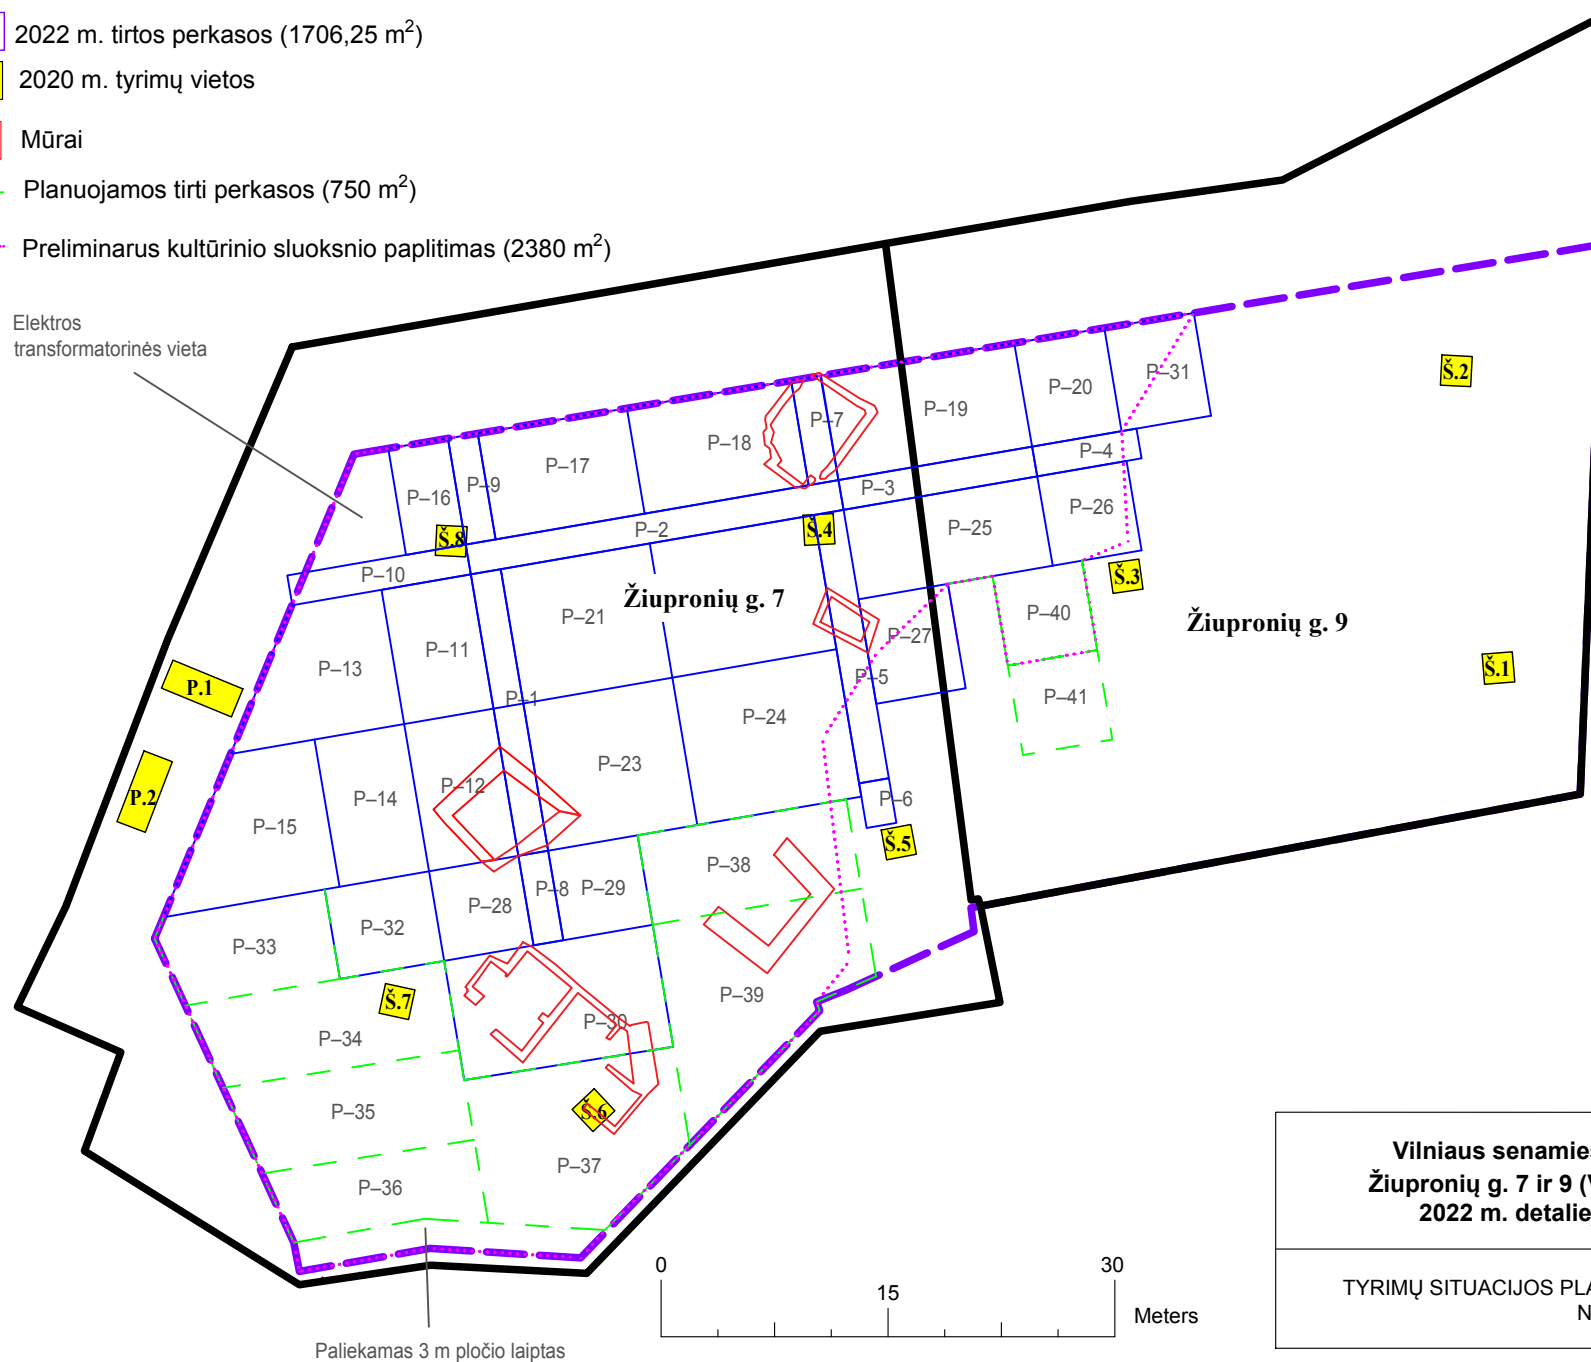 2022 m. tirtos perkasos (1706,25 m²)
2020 m. tyrimų vietos
Mūrai
Planuojamos tirti perkasos (750 m²)
Preliminarus kultūrinio sluoksnio paplitimas (2380 m²)
Elektros
transformatorinės vieta
Š.2
P–31
P–20
P–19
P–7
P–18
P–4
P–17
P–9
P–16
P–3
P–26
P–25
P–2
Š.4
Š.8
P–10
Š.3
Žiupronių g. 7
P–40
Žiupronių g. 9
P–21
P–27
P–11
P–13
Š.1
P–5
P.1
P–41
P–1
P–24
P–23
P–12
P.2
P–14
P–6
P–15
Š.5
P–38
P–29
P–8
P–28
P–32
P–33
P–39
Š.7
P–30
P–34
Š.6
P–35
P–37
P–36
0
15
30
Meters
Paliekamas 3 m pločio laiptas
Vilniaus senamies
Žiupronių g. 7 ir 9 (V
2022 m. detalie
TYRIMŲ SITUACIJOS PLA
N